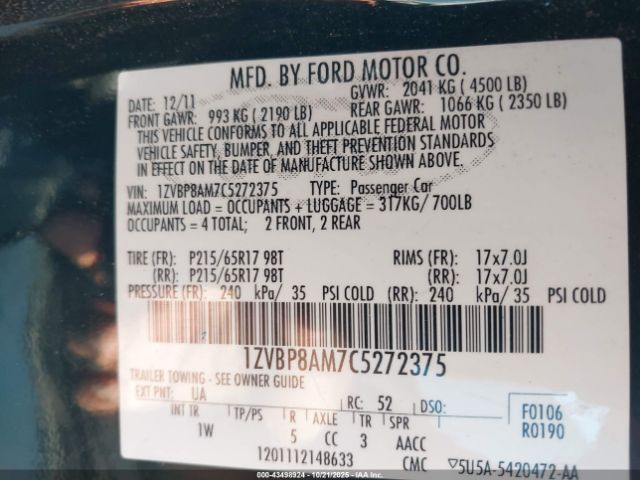 MFD. BY FORD MOTOR CO.
DATE: 12/11 GVWR: 2041 KG ( 4500 LB)
FRONT GAWR: 993 KG ( 2190 LB) REAR GAWR: 1066 KG ( 2350 LB)
THIS VEHICLE CONFORMS TO ALL APPLICABLE FEDERAL MOTOR
VEHICLE SAFETY, BUMPER, AND THEFT PREVENTION STANDARDS
IN EFFECT ON THE DATE OF MANUFACTURE SHOWN ABOVE.
VIN: 1ZVBP8AM7C5272375 TYPE: Passenger Car
MAXIMUM LOAD = OCCUPANTS + LUGGAGE = 317KG/ 700LB
OCCUPANTS = 4 TOTAL; 2 FRONT, 2 REAR
TIRE (FR): P215/65R17 98T RIMS (FR): 17x7.0J
(RR): P215/65R17 98T (RR): 17x7.0J
PRESSURE (FR): 240 kPa/ 35 PSI COLD (RR): 240 kPa/ 35 PSI COLD
1ZVBP8AM7C5272375
TRAILER TOWING - SEE OWNER GUIDE
EXT PNT: UA RC: 52 DSO: F0106
INT TR TP/PS R AXLE TR SPR R0190
1W 5 CC 3 AACC
1201112148633 CMC ▽5U5A-5420472-AA
000-43498924 - 10/21/2025 - IAA Inc. - Copyright